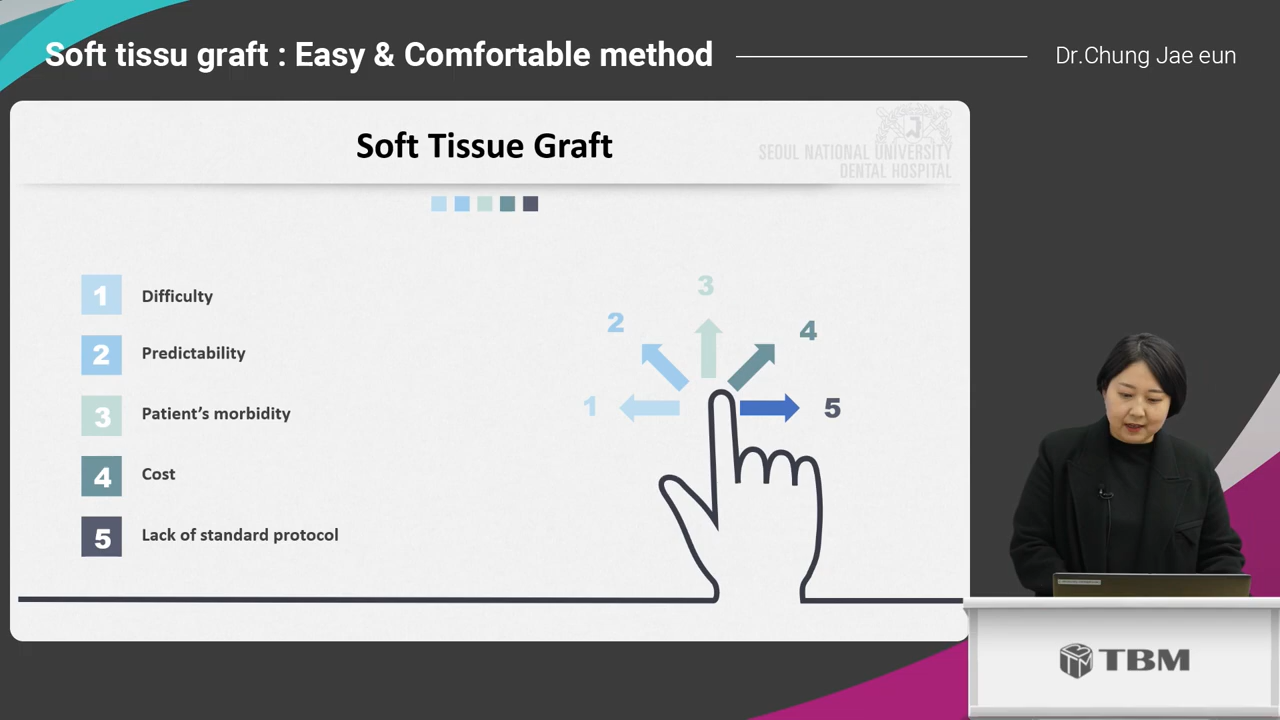 Soft tissu graft : Easy & Comfortable method
Dr.Chung Jae eun
Soft Tissue Graft
SEOUL NATIONAL UNIVERSITY
DENTAL HOSPITAL
1 Difficulty
2 Predictability
3 Patient's morbidity
4 Cost
5 Lack of standard protocol
3
2
4
1
5
TBM